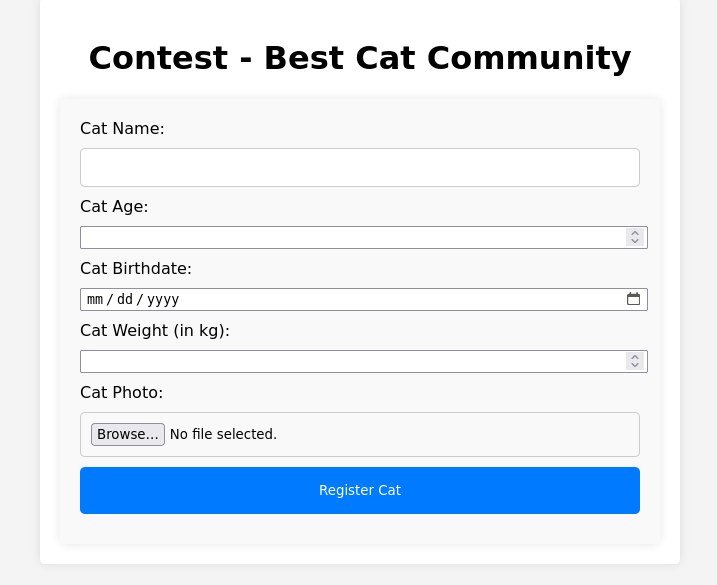 Contest - Best Cat Community
Cat Name:
Cat Age:
Cat Birthdate:
mm / dd / yyyy
Cat Weight (in kg):
Cat Photo:
Browse... No file selected.
Register Cat